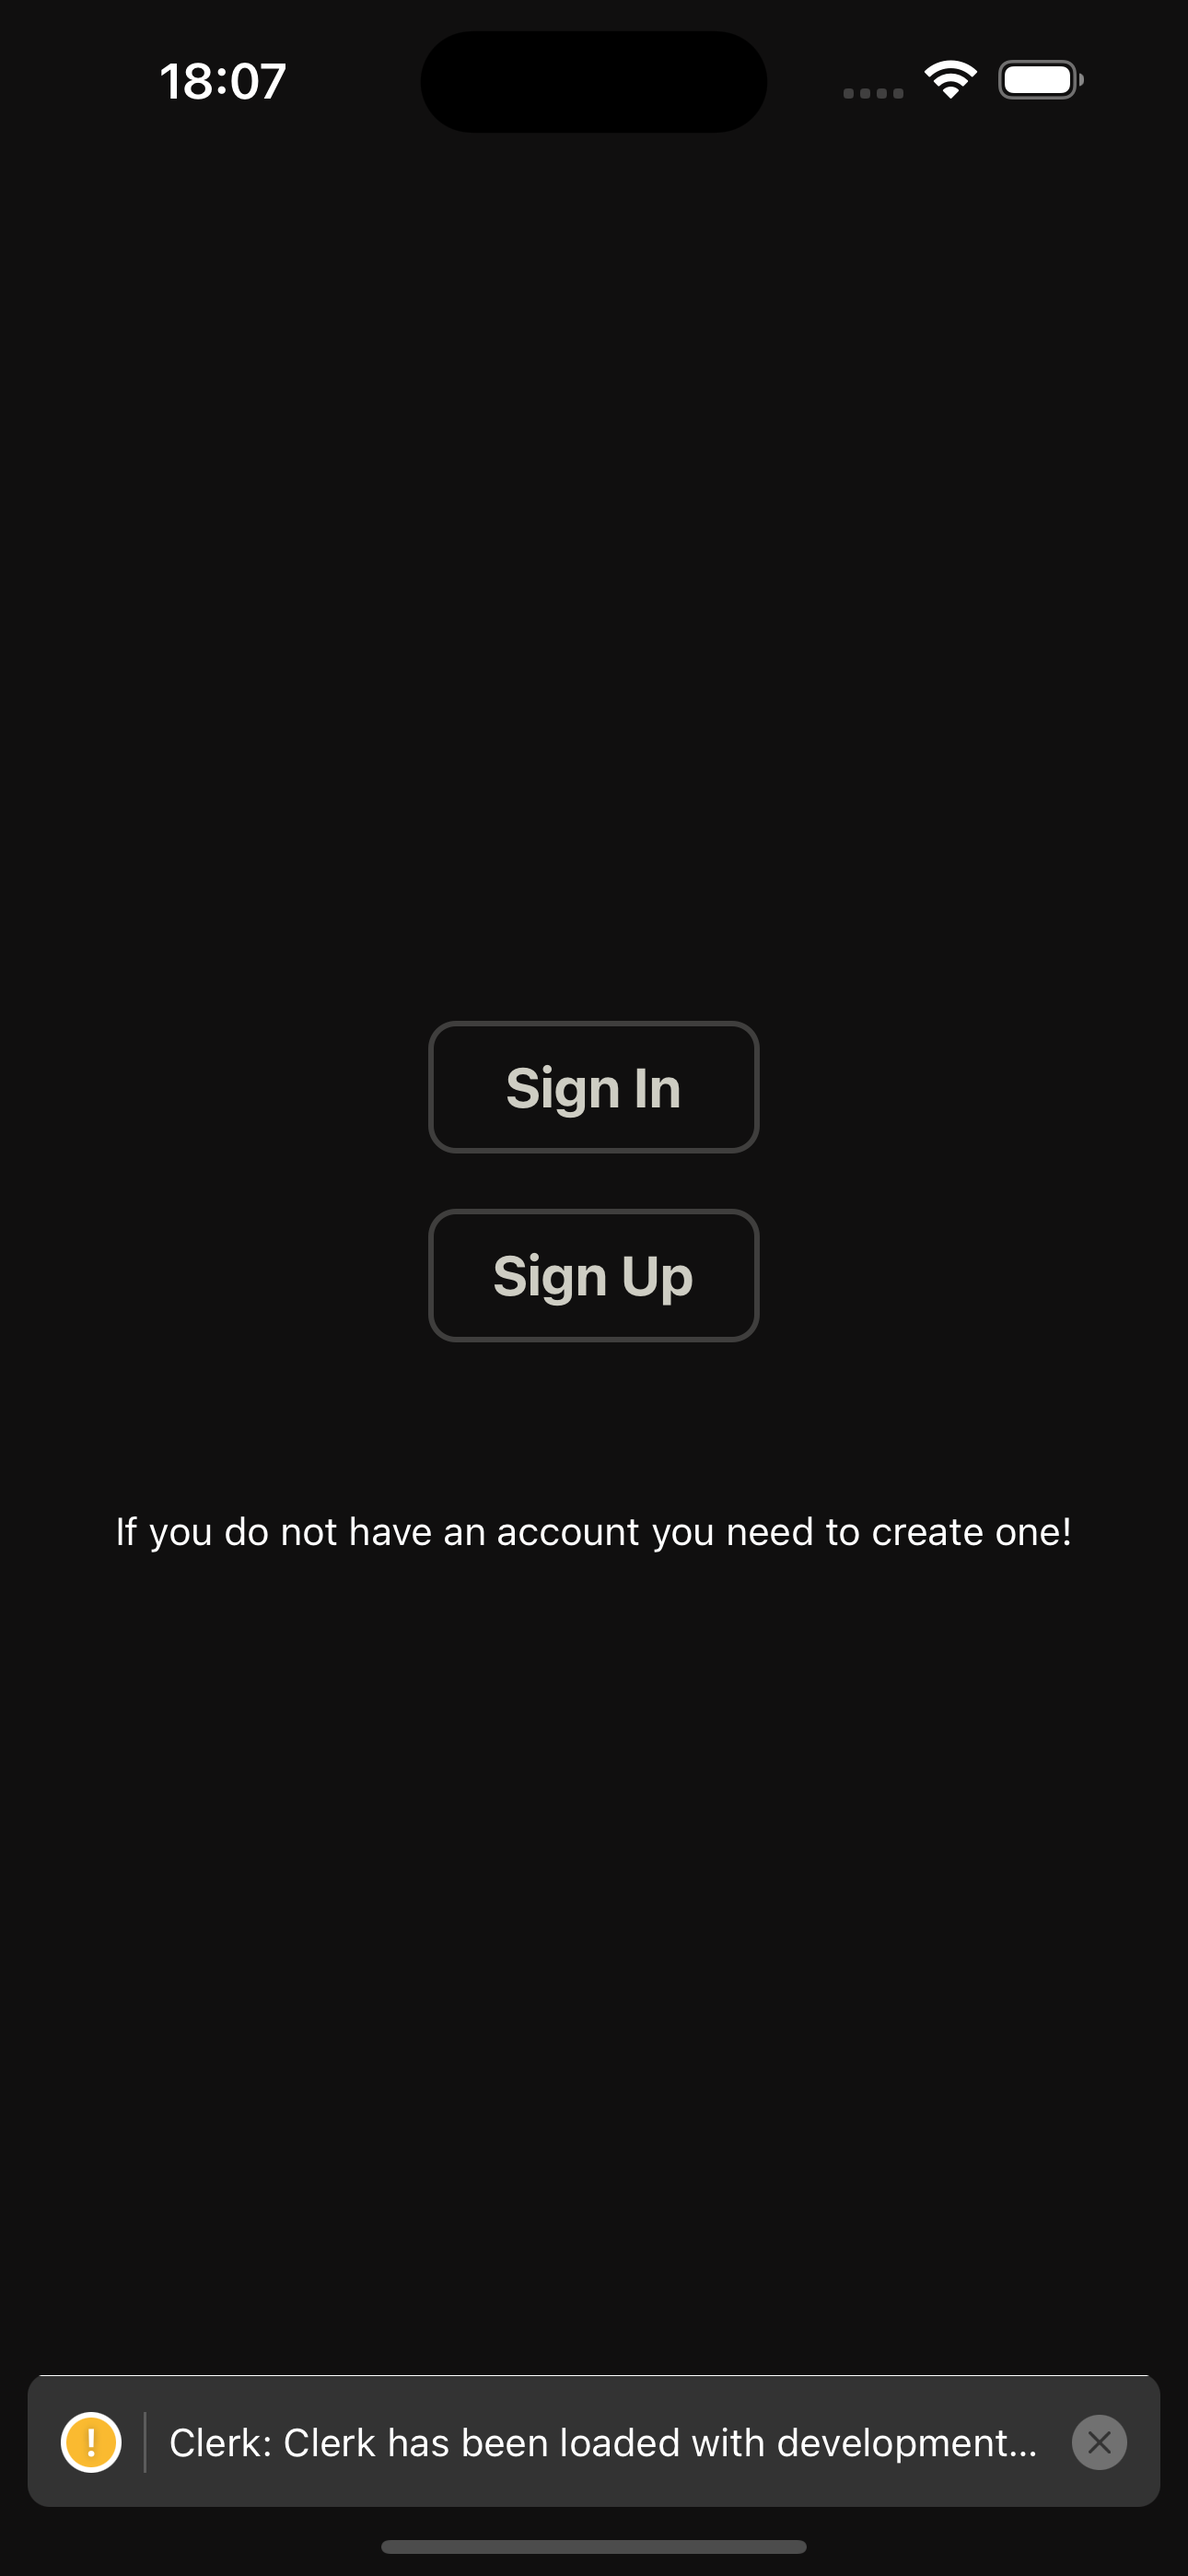 18:07
Sign In
Sign Up
If you do not have an account you need to create one!
! Clerk: Clerk has been loaded with development...